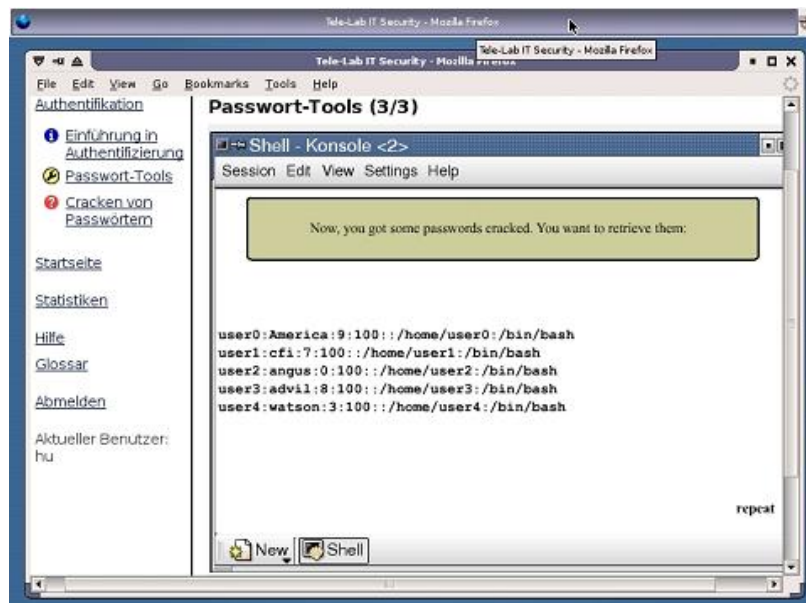 Tele-Lab IT Security - Mozilla Firefox
Tele-Lab IT Security - Mozilla Firefox
Tele-Lab IT Security - Mozilla Firefox
File Edit View Go Bookmarks Tools Help
Authentifikation
Einführung in
Authentifizierung
Passwort-Tools
Cracken von
Passwörtern
Startseite
Statistiken
Hilfe
Glossar
Abmelden
Aktueller Benutzer:
hu
Passwort-Tools (3/3)
Shell - Konsole <2>
Session Edit View Settings Help
Now, you got some passwords cracked. You want to retrieve them:
user0:America:9:100::/home/user0:/bin/bash
user1:cfi:7:100::/home/user1:/bin/bash
user2:angus:0:100::/home/user2:/bin/bash
user3:advil:8:100::/home/user3:/bin/bash
user4:watson:3:100::/home/user4:/bin/bash
repeat
New Shell